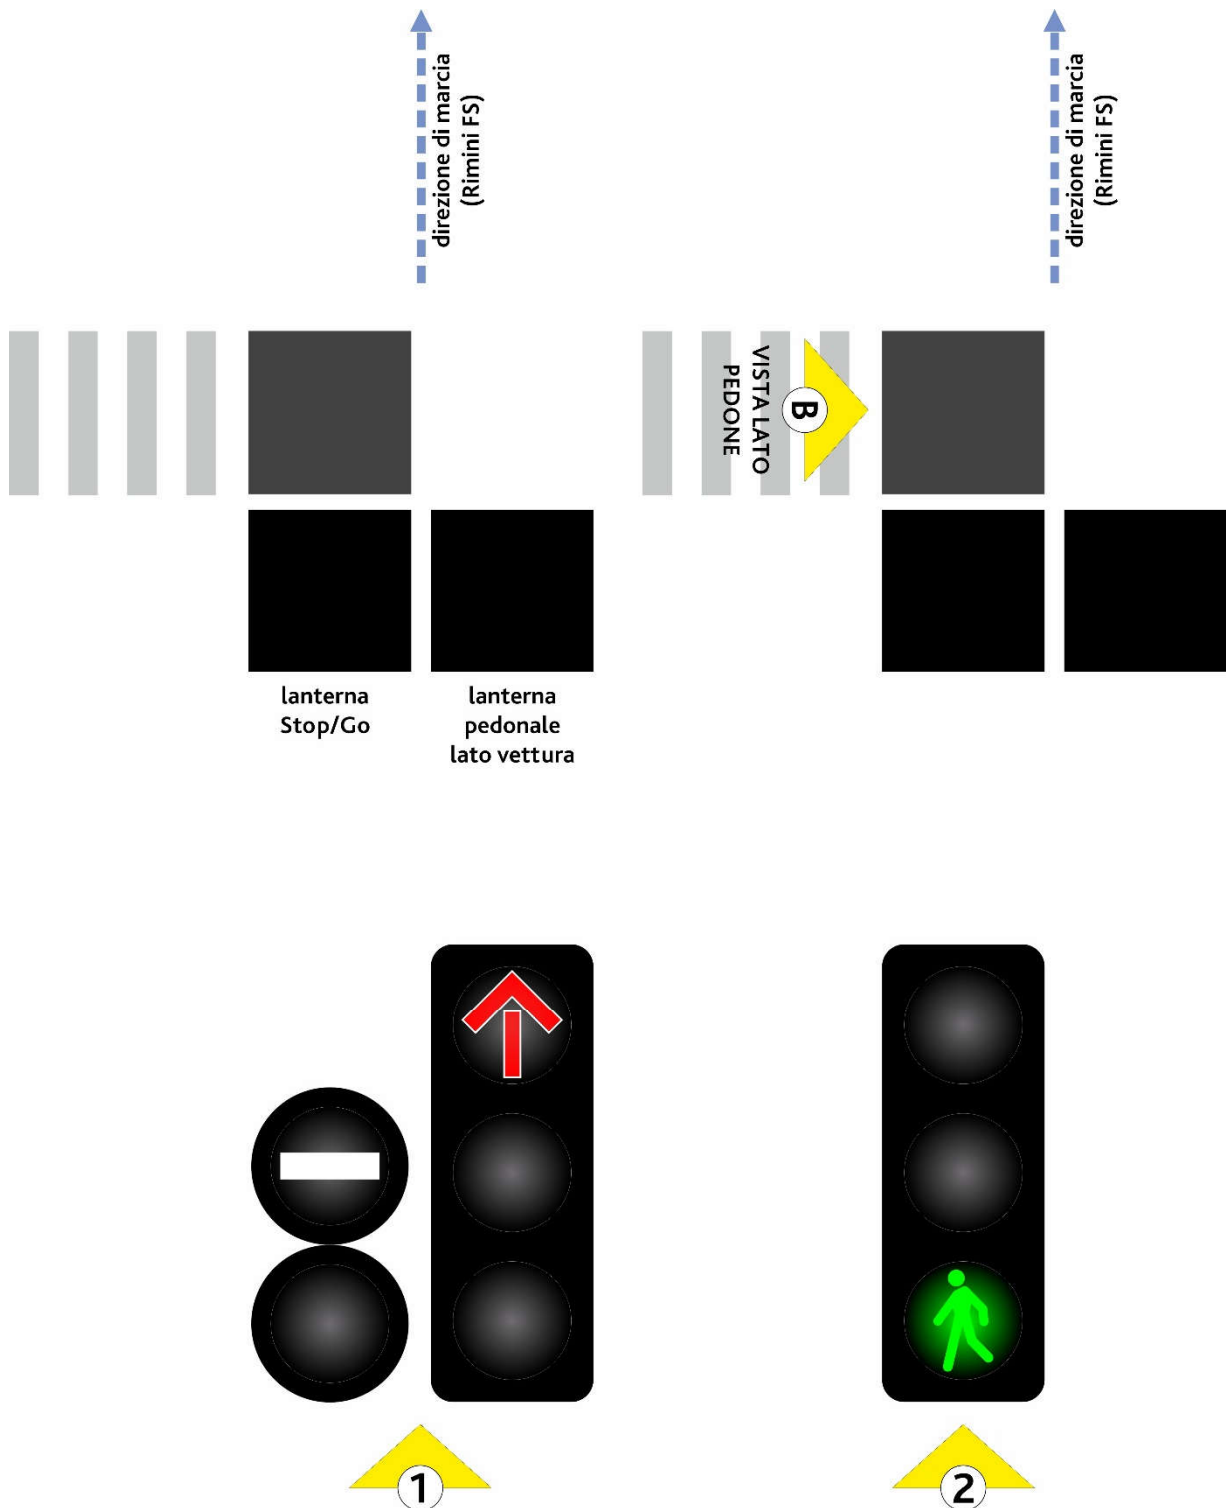 direzione di marcia
(Rimini FS)
direzione di marcia
(Rimini FS)
VISTA LATO
PEDONE
B
lanterna
Stop/Go
lanterna
pedonale
lato vettura
1
2